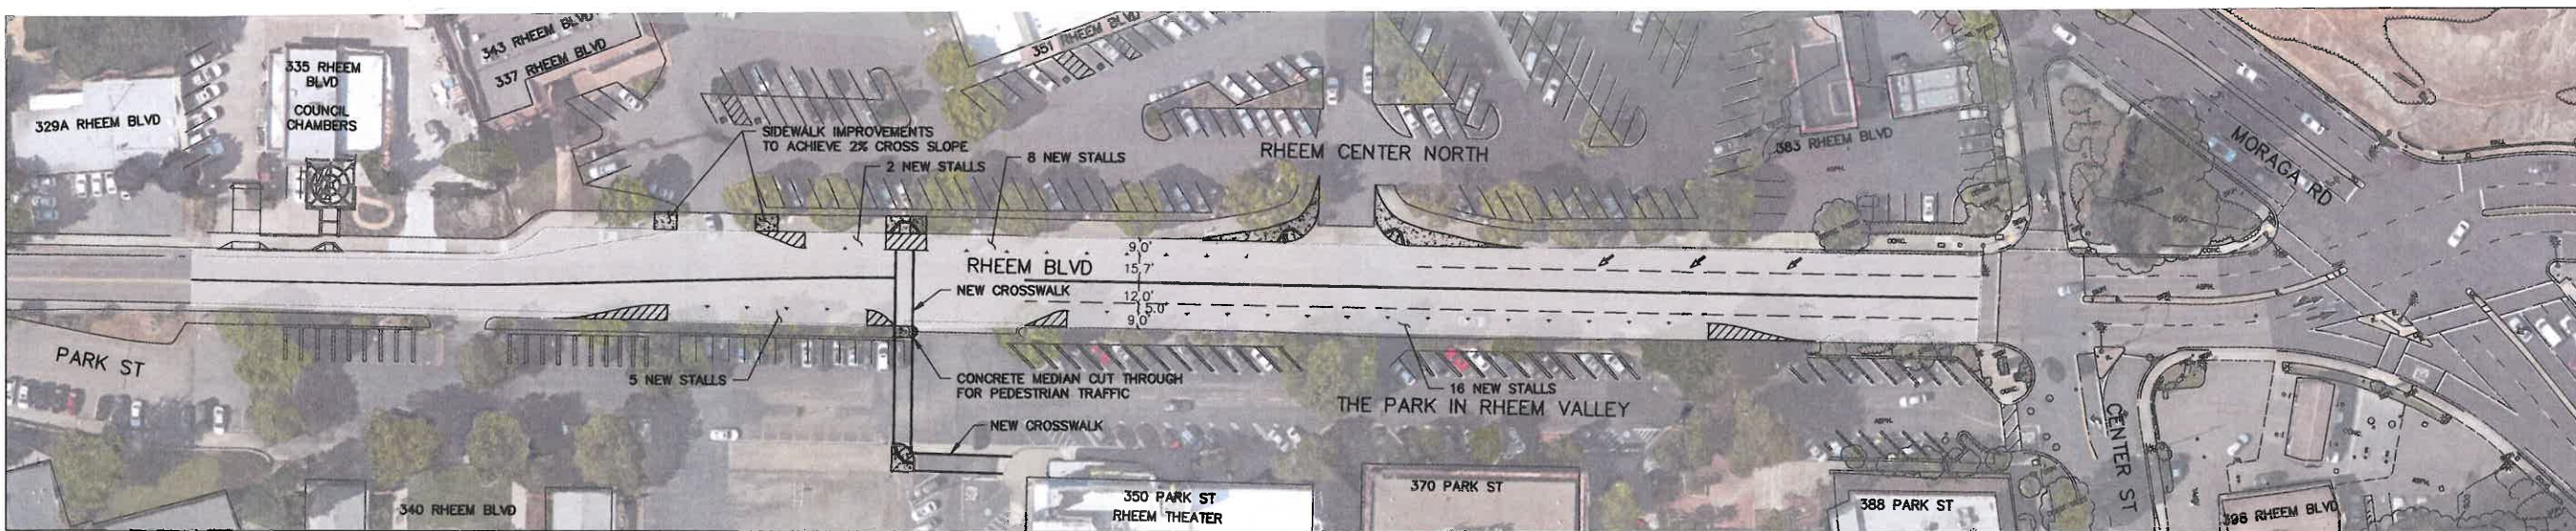 329A RHEEM BLVD
335 RHEEM
BLVD
COUNCIL
CHAMBERS
343 RHEEM BLVD
337 RHEEM BLVD
351 RHEEM BLVD
SIDEWALK IMPROVEMENTS
TO ACHIEVE 2% CROSS SLOPE
2 NEW STALLS
8 NEW STALLS
RHEEM CENTER NORTH
383 RHEEM BLVD
MORAGA RD
RHEEM BLVD
NEW CROSSWALK
9.0'
15.7'
12.0'
5.0'
9.0'
PARK ST
5 NEW STALLS
CONCRETE MEDIAN CUT THROUGH
FOR PEDESTRIAN TRAFFIC
16 NEW STALLS
THE PARK IN RHEEM VALLEY
NEW CROSSWALK
CENTER ST
340 RHEEM BLVD
350 PARK ST
RHEEM THEATER
370 PARK ST
388 PARK ST
396 RHEEM BLVD
ASPH.
CONC.